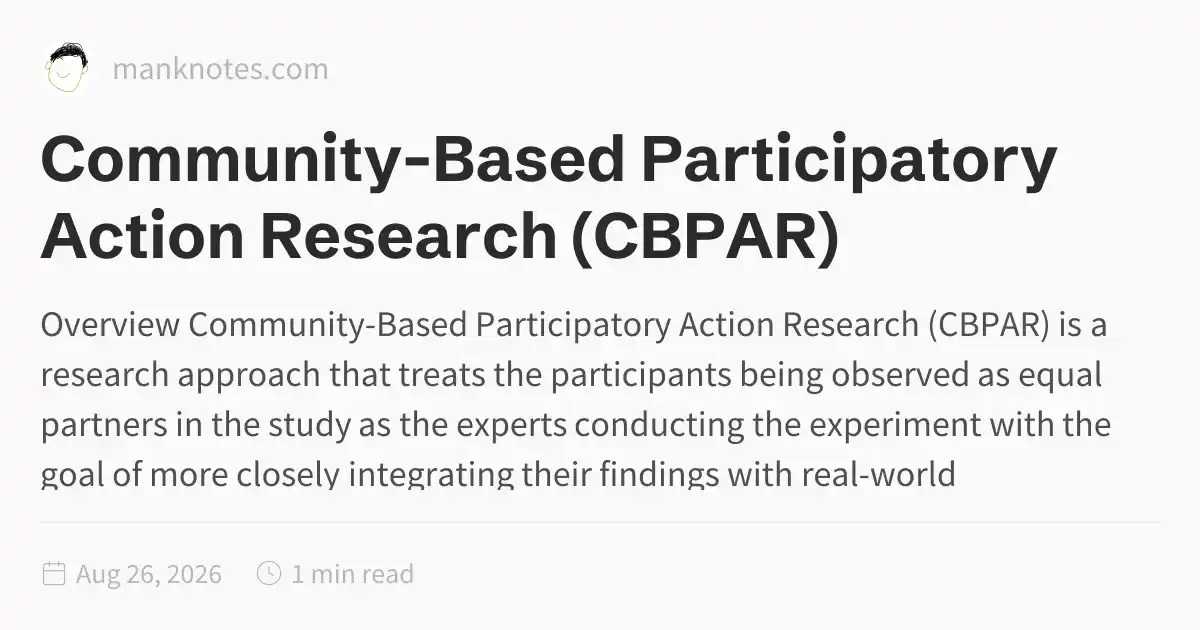 manknotes.com
Community-Based Participatory
Action Research (CBPAR)
Overview Community-Based Participatory Action Research (CBPAR) is a
research approach that treats the participants being observed as equal
partners in the study as the experts conducting the experiment with the
goal of more closely integrating their findings with real-world
Aug 26, 2026 1 min read